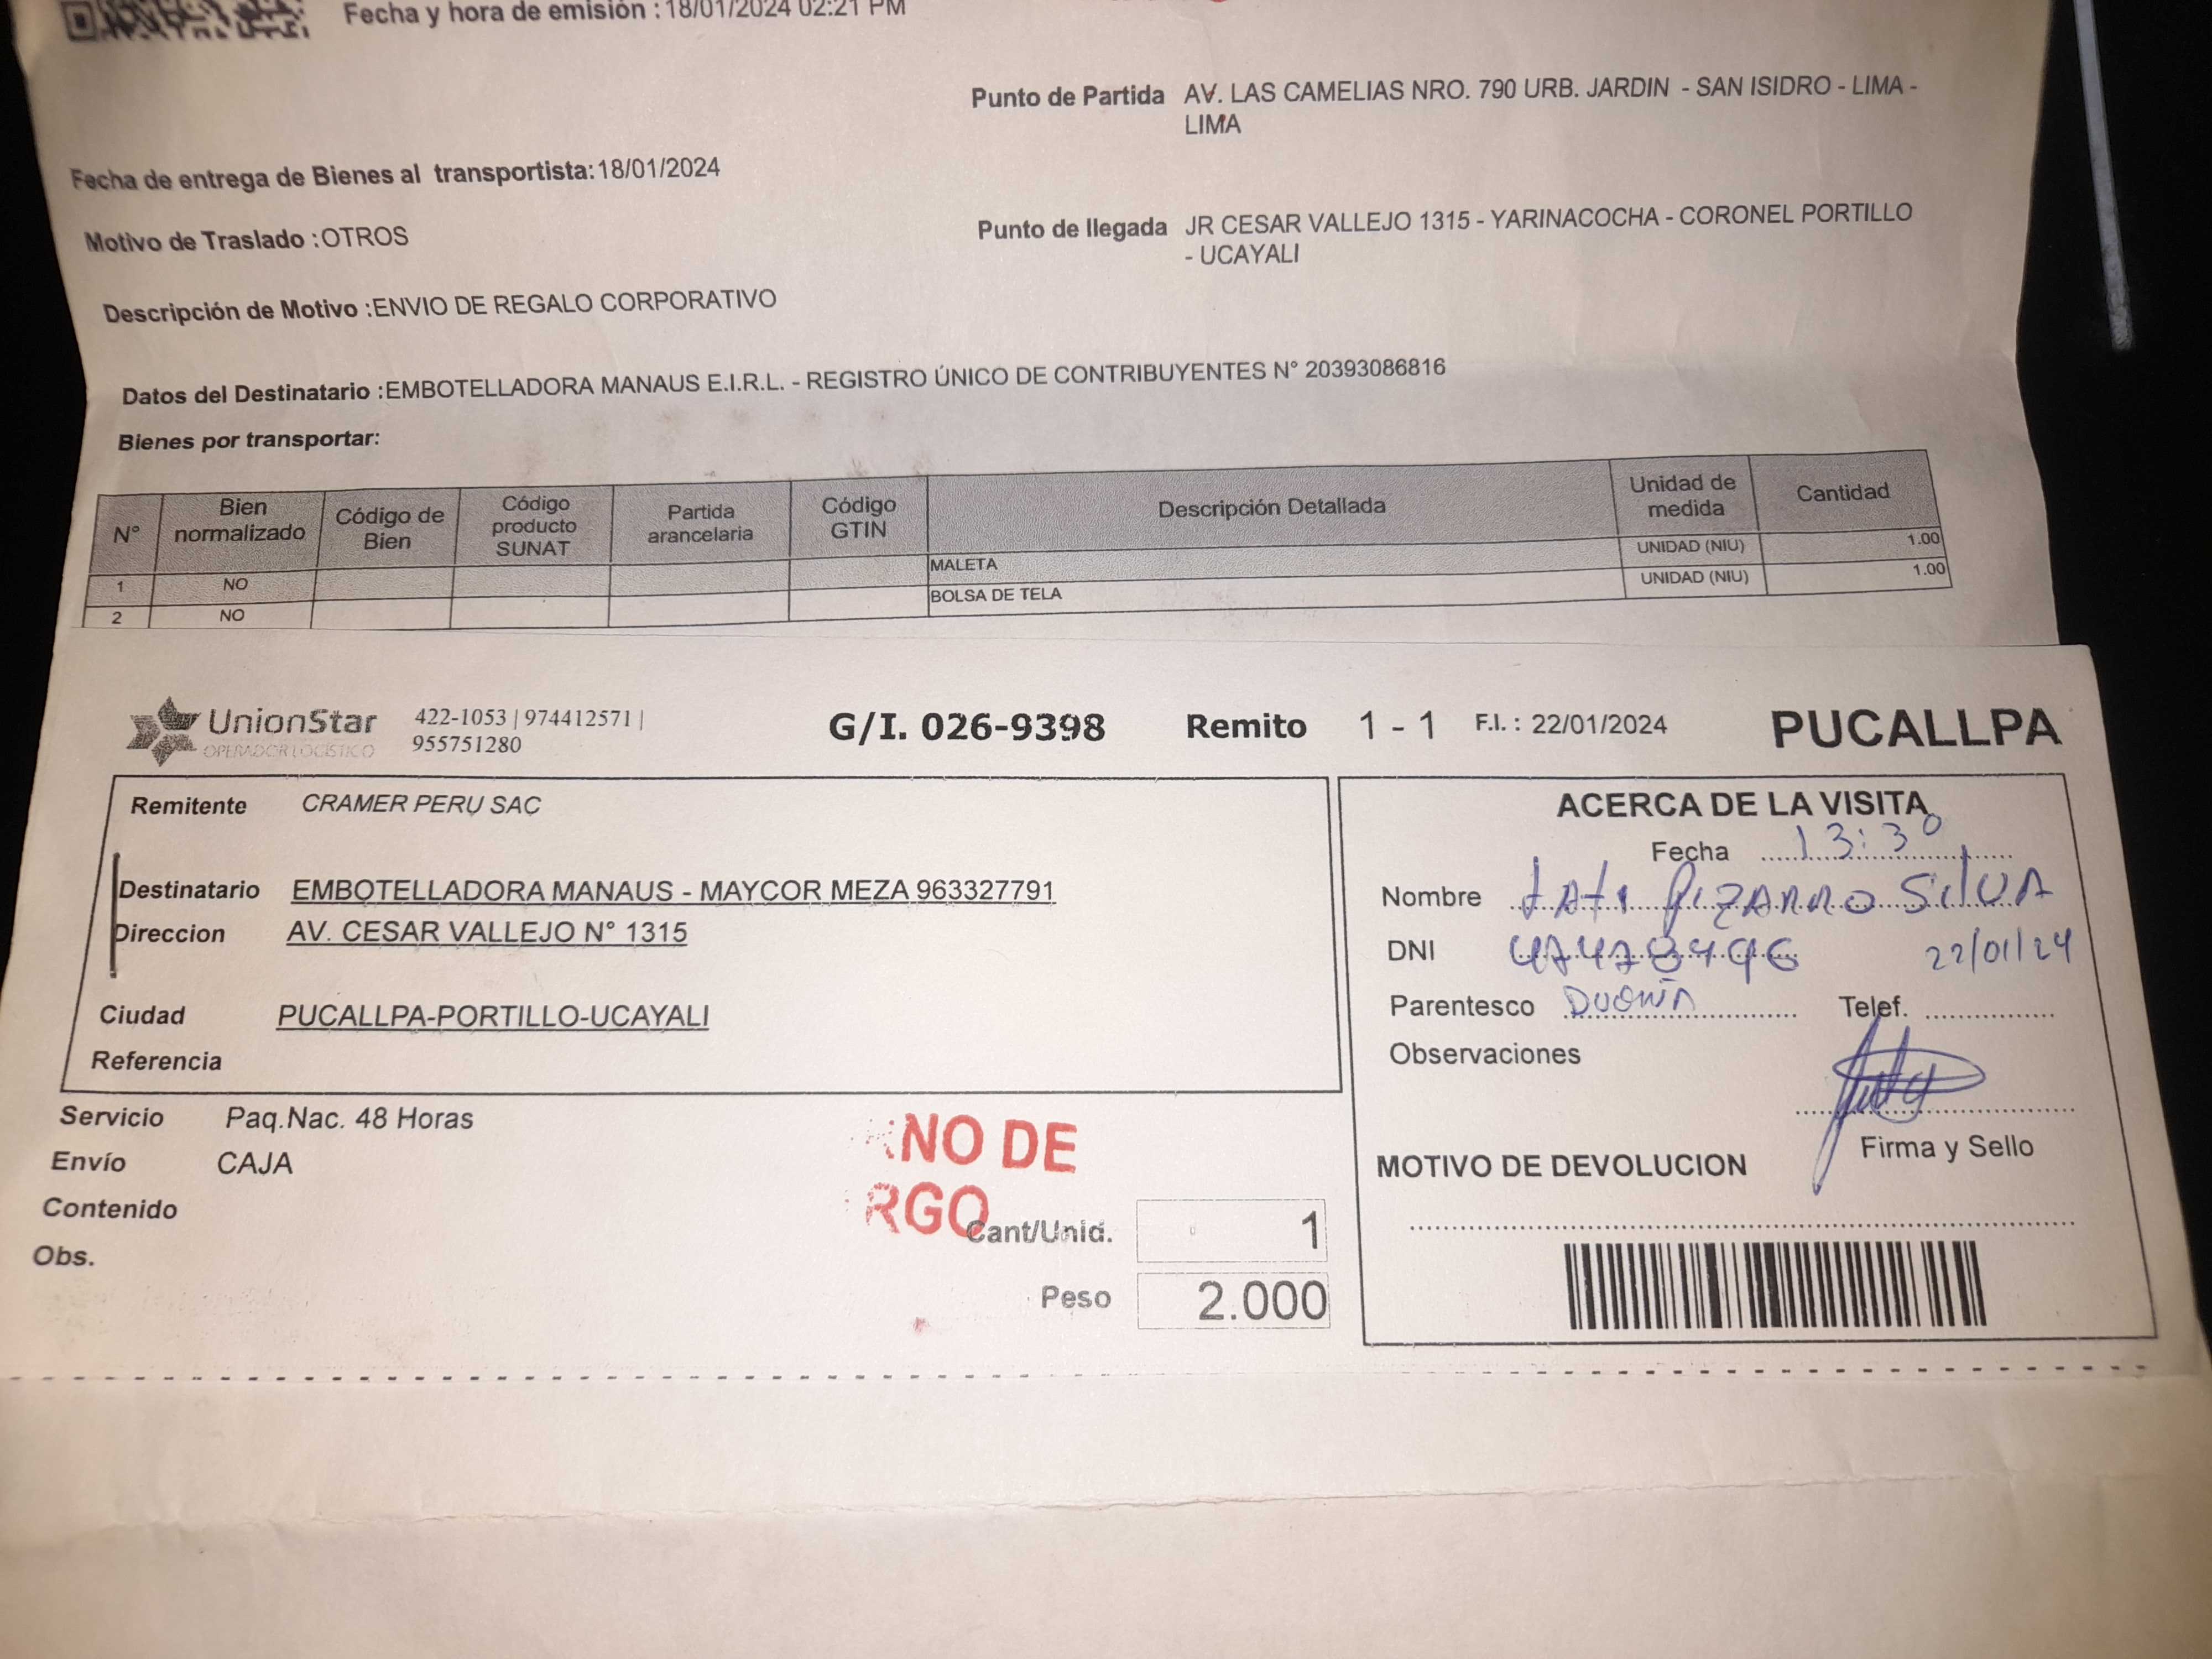 Fecha y hora de emisión : 18/01/2024 02:21 PM
Punto de Partida AV. LAS CAMELIAS NRO. 790 URB. JARDIN - SAN ISIDRO - LIMA -
LIMA
Fecha de entrega de Bienes al transportista:18/01/2024
Motivo de Traslado :OTROS
Punto de llegada JR CESAR VALLEJO 1315 - YARINACOCHA - CORONEL PORTILLO
- UCAYALI
Descripción de Motivo :ENVIO DE REGALO CORPORATIVO
Datos del Destinatario :EMBOTELLADORA MANAUS E.I.R.L. - REGISTRO ÚNICO DE CONTRIBUYENTES N° 20393086816
Bienes por transportar:
N° Bien normalizado Código de Bien Código producto SUNAT Partida arancelaria Código GTIN Descripción Detallada Unidad de medida Cantidad
1 NO MALETA UNIDAD (NIU) 1.00
2 NO BOLSA DE TELA UNIDAD (NIU) 1.00
UnionStar
OPERADOR LOGÍSTICO
422-1053 | 974412571 |
955751280
G/I. 026-9398 Remito 1 - 1 F.I. : 22/01/2024 PUCALLPA
Remitente CRAMER PERU SAC
Destinatario EMBOTELLADORA MANAUS - MAYCOR MEZA 963327791
Direccion AV. CESAR VALLEJO N° 1315
Ciudad PUCALLPA-PORTILLO-UCAYALI
Referencia
ACERCA DE LA VISITA
Fecha 13:30
Nombre TATI PIZARRO SILVA
DNI 22/01/24
Parentesco Telef.
Observaciones
Firma y Sello
MOTIVO DE DEVOLUCION
Servicio Paq.Nac. 48 Horas
Envío CAJA
Contenido
Obs.
NO DE
RGO
Cant/Unid. 1
Peso 2.000